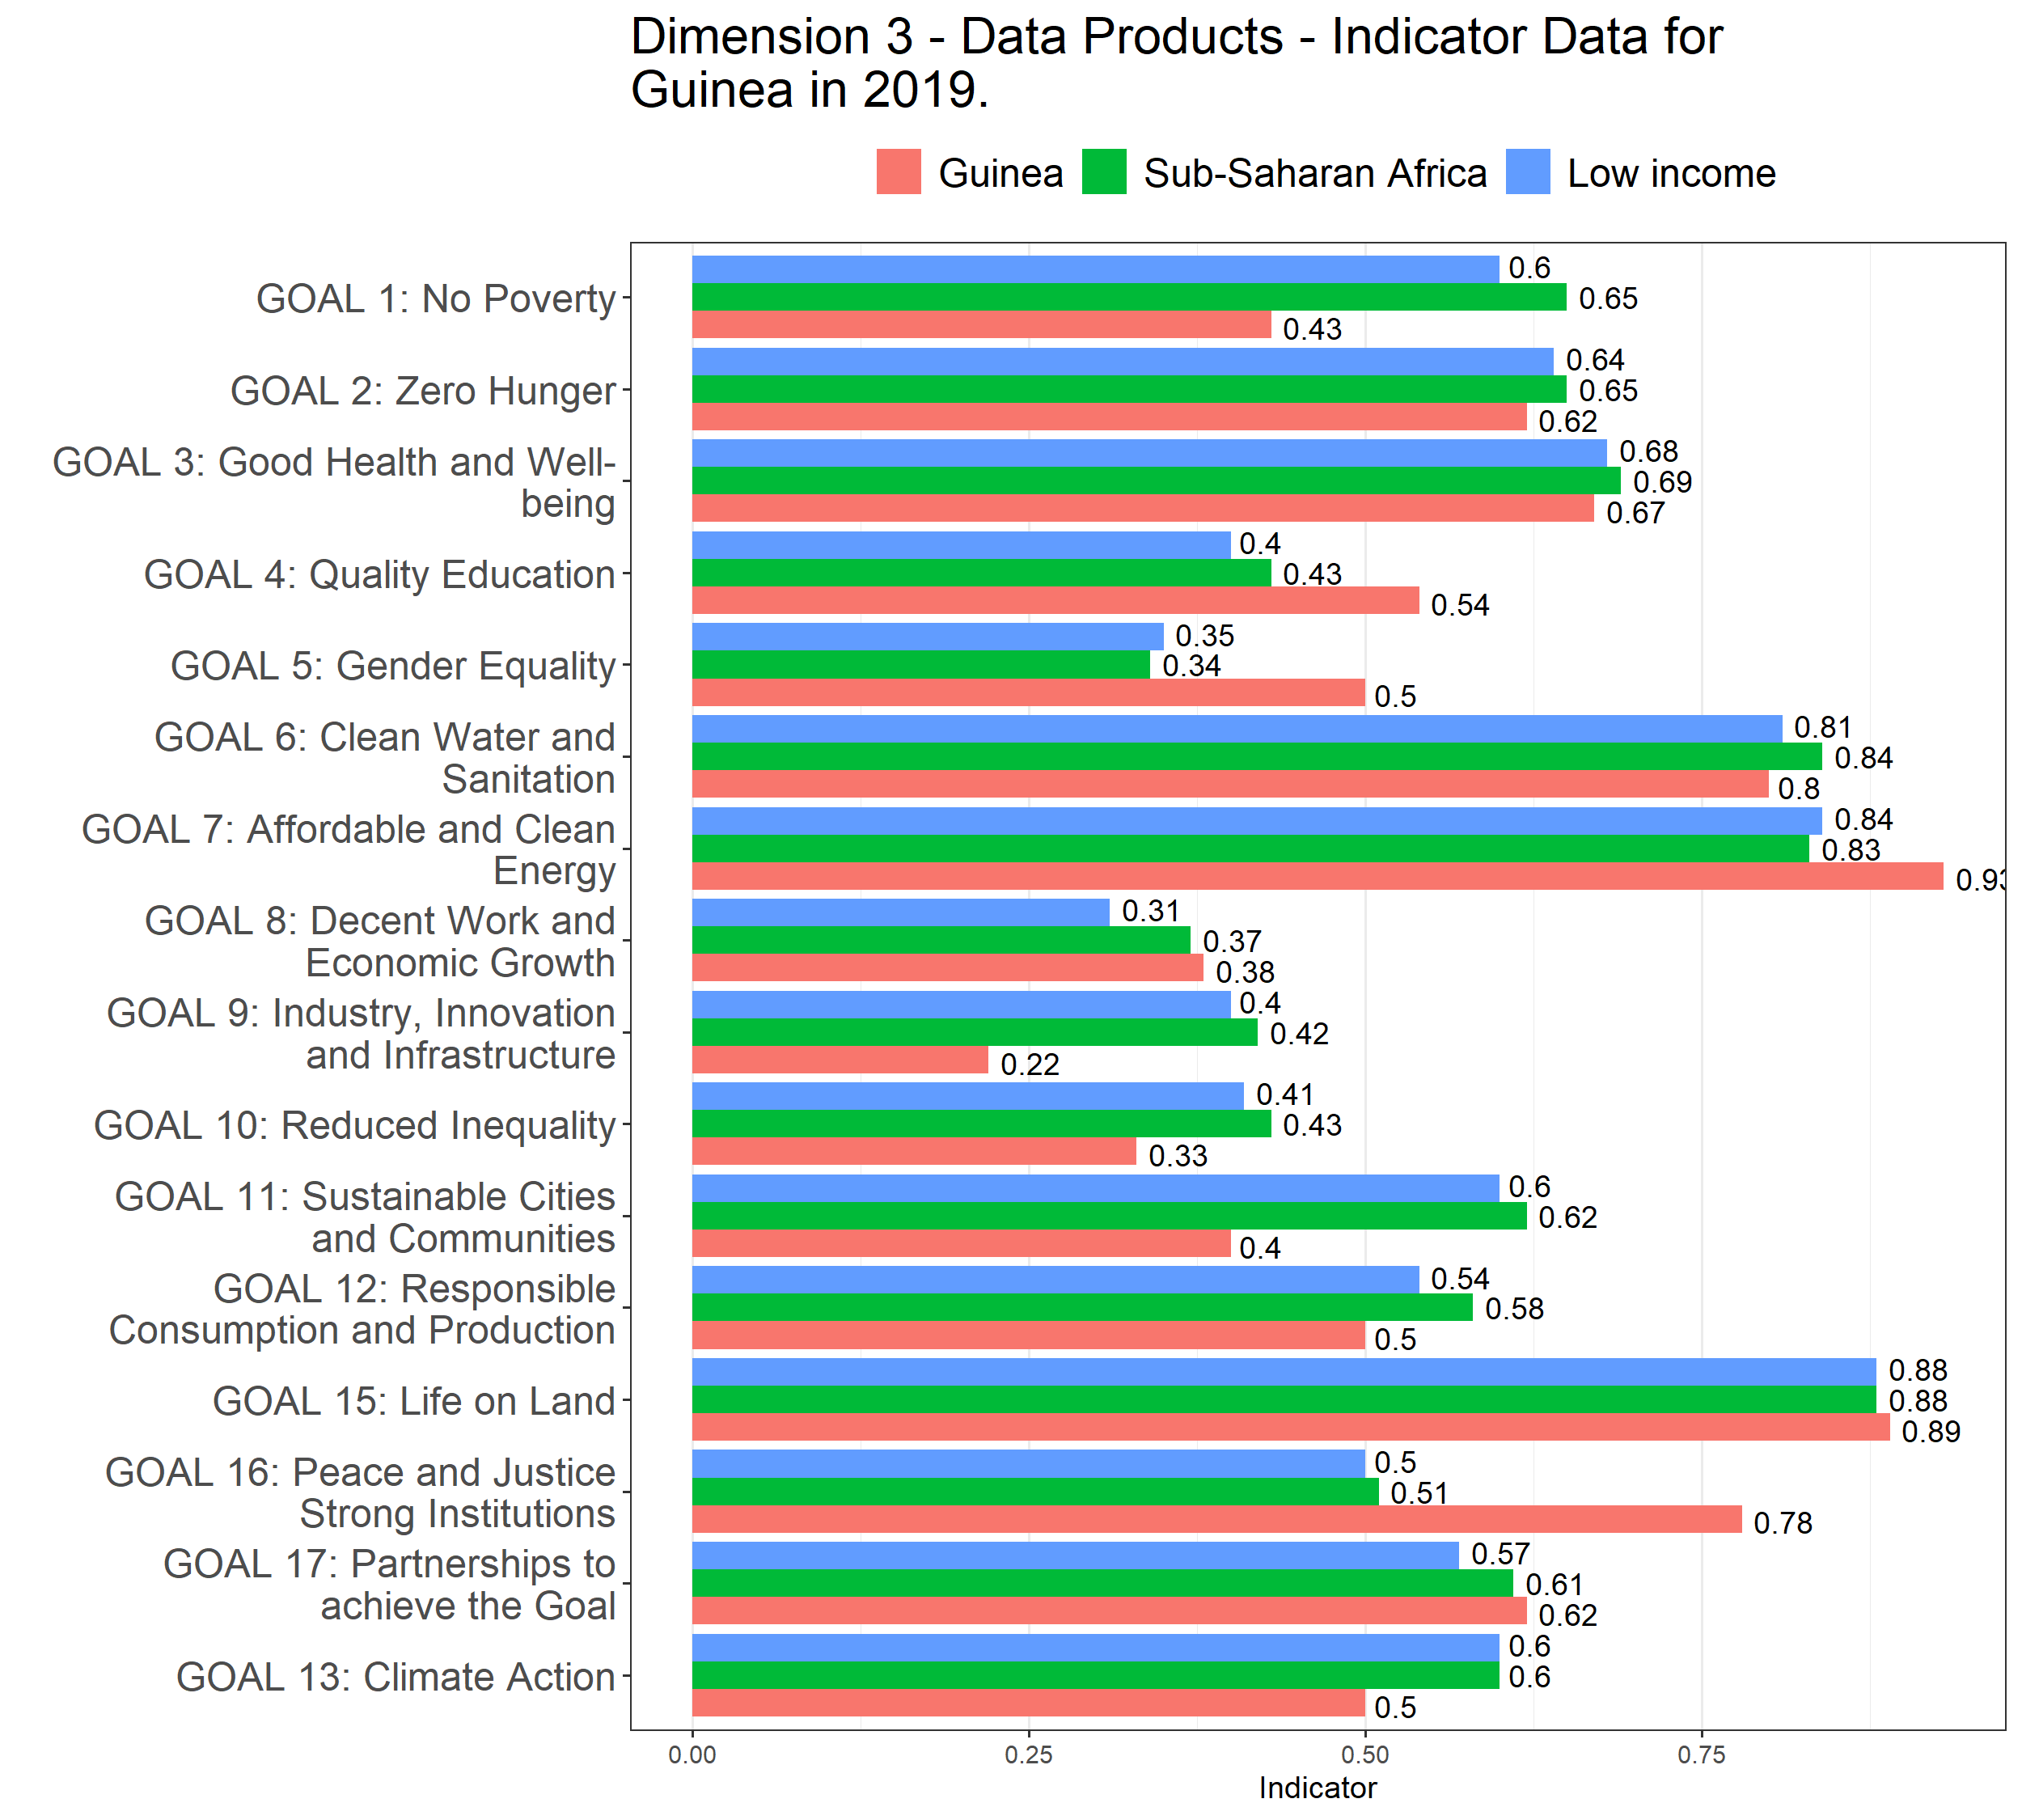 Dimension 3 - Data Products - Indicator Data for
Guinea in 2019.
Guinea Sub-Saharan Africa Low income
GOAL 1: No Poverty
0.6
0.65
0.43
GOAL 2: Zero Hunger
0.64
0.65
0.62
GOAL 3: Good Health and Well-
being
0.68
0.69
0.67
GOAL 4: Quality Education
0.4
0.43
0.54
GOAL 5: Gender Equality
0.35
0.34
0.5
GOAL 6: Clean Water and
Sanitation
0.81
0.84
0.8
GOAL 7: Affordable and Clean
Energy
0.84
0.83
0.93
GOAL 8: Decent Work and
Economic Growth
0.31
0.37
0.38
GOAL 9: Industry, Innovation
and Infrastructure
0.4
0.42
0.22
GOAL 10: Reduced Inequality
0.41
0.43
0.33
GOAL 11: Sustainable Cities
and Communities
0.6
0.62
0.4
GOAL 12: Responsible
Consumption and Production
0.54
0.58
0.5
GOAL 15: Life on Land
0.88
0.88
0.89
GOAL 16: Peace and Justice
Strong Institutions
0.5
0.51
0.78
GOAL 17: Partnerships to
achieve the Goal
0.57
0.61
0.62
GOAL 13: Climate Action
0.6
0.6
0.5
0.00 0.25 0.50 0.75
Indicator